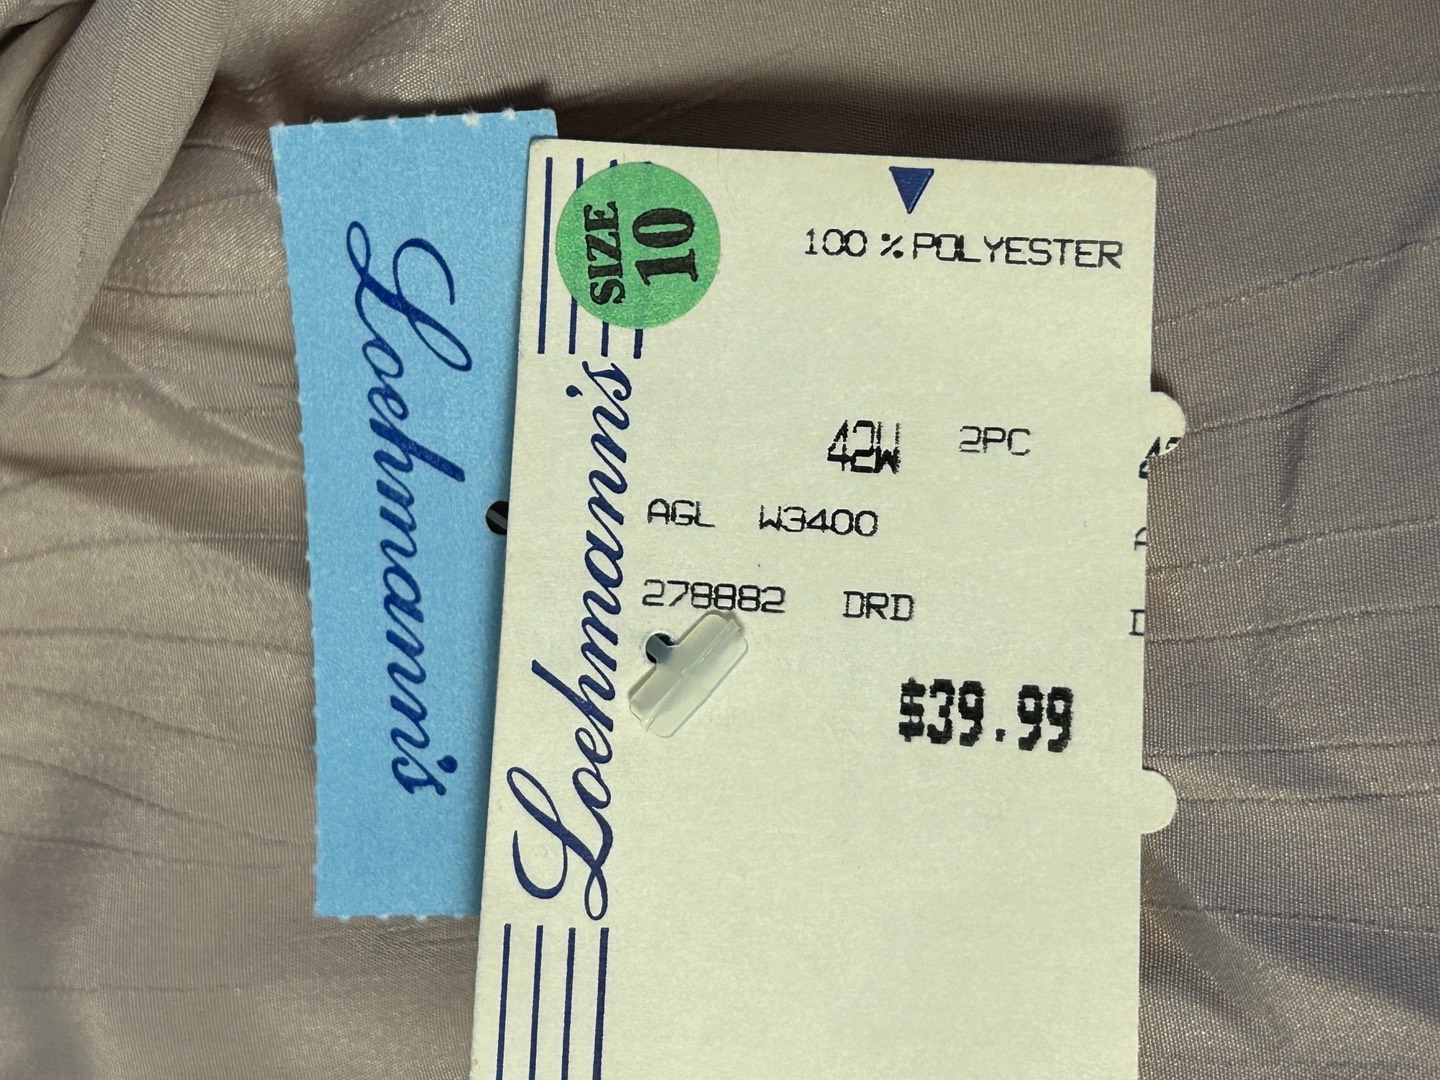 Loehmann's
SIZE
10
Loehmann's
100 % POLYESTER
42W 2PC
AGL W3400
278882 DRD
$39.99